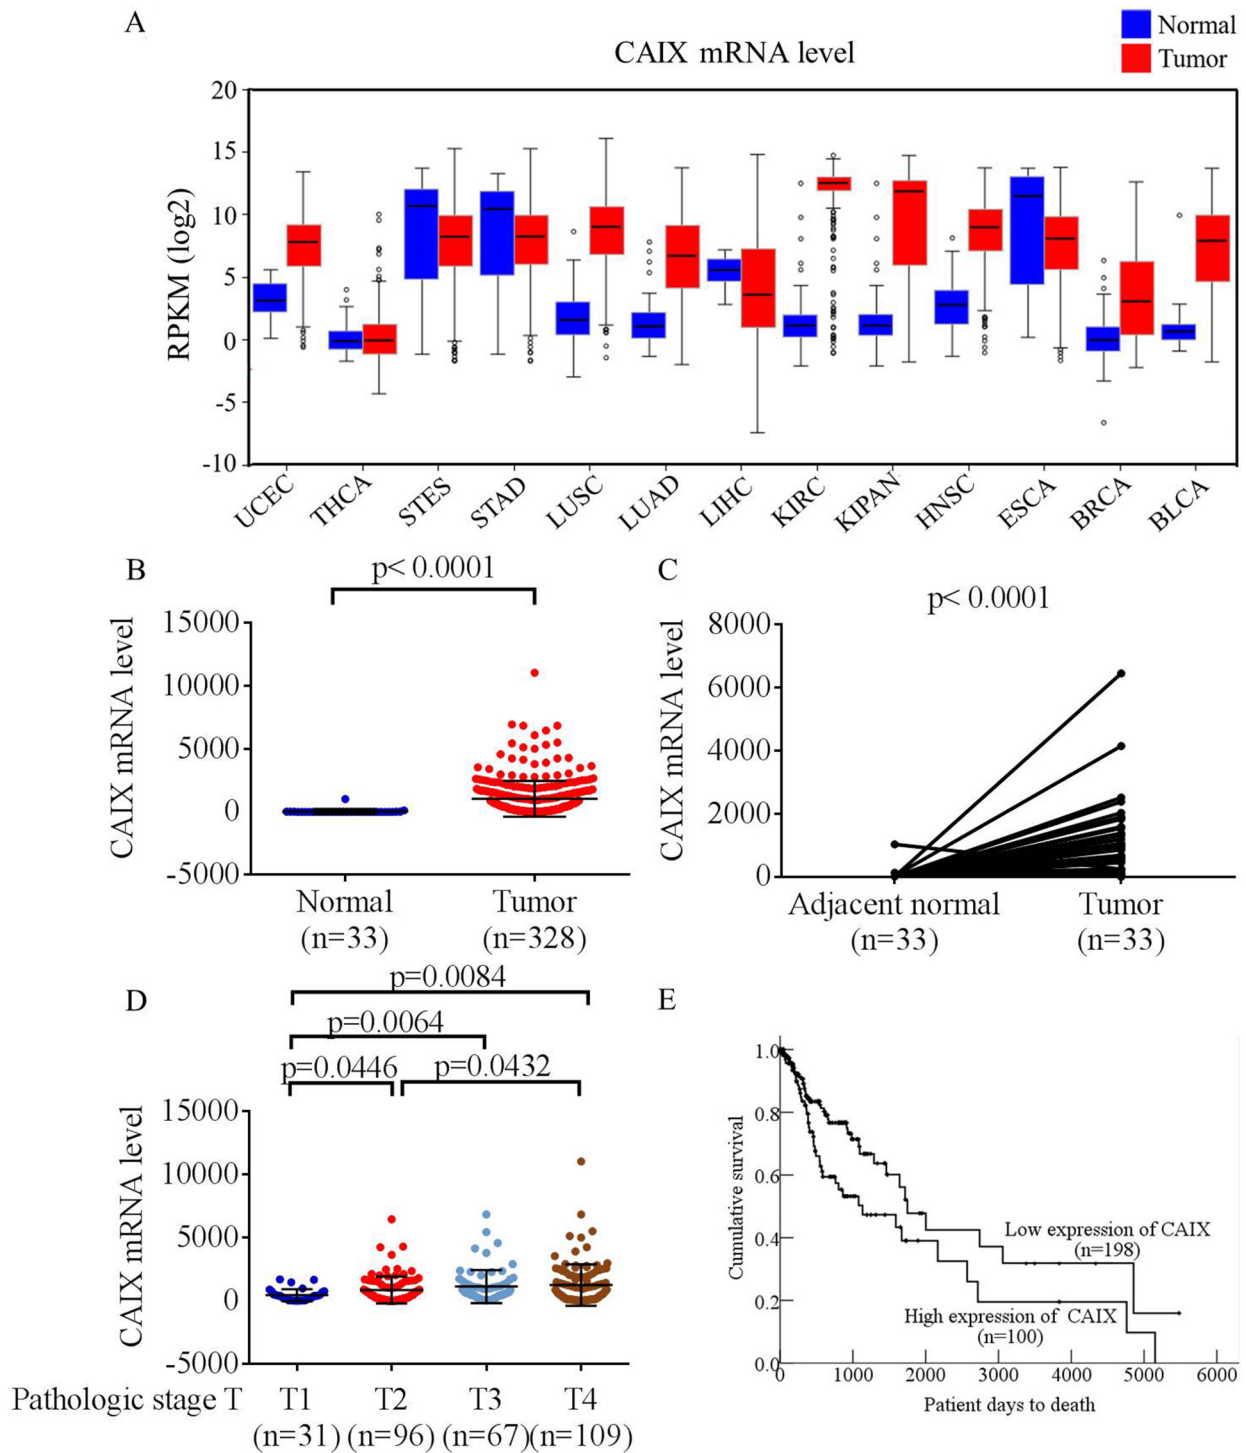 A
Normal
Tumor
CAIX mRNA level
RPKM (log2)
20
15
10
5
0
-5
-10
UCEC THCA STES STAD LUSC LUAD LIHC KIRC KIPAN HNSC ESCA BRCA BLCA
B
p< 0.0001
CAIX mRNA level
15000
10000
5000
0
-5000
Normal Tumor
(n=33) (n=328)
C
p< 0.0001
CAIX mRNA level
8000
6000
4000
2000
0
Adjacent normal Tumor
(n=33) (n=33)
D
p=0.0084
p=0.0064
p=0.0446 p=0.0432
CAIX mRNA level
15000
10000
5000
0
-5000
Pathologic stage T T1 T2 T3 T4
(n=31) (n=96) (n=67) (n=109)
E
Cumulative survival
1.0
0.8
0.6
0.4
0.2
0.0
Low expression of CAIX
(n=198)
High expression of CAIX
(n=100)
0 1000 2000 3000 4000 5000 6000
Patient days to death